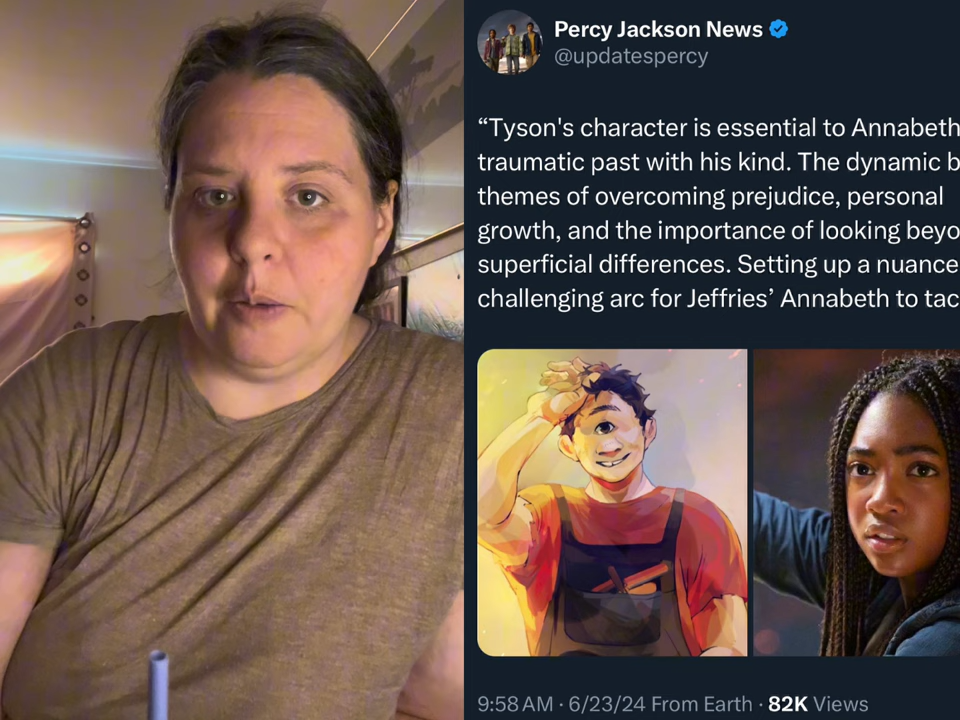 Percy Jackson News
@updatespercy
“Tyson's character is essential to Annabeth
traumatic past with his kind. The dynamic b
themes of overcoming prejudice, personal
growth, and the importance of looking beyo
superficial differences. Setting up a nuance
challenging arc for Jeffries’ Annabeth to tac
9:58 AM · 6/23/24 From Earth · 82K Views